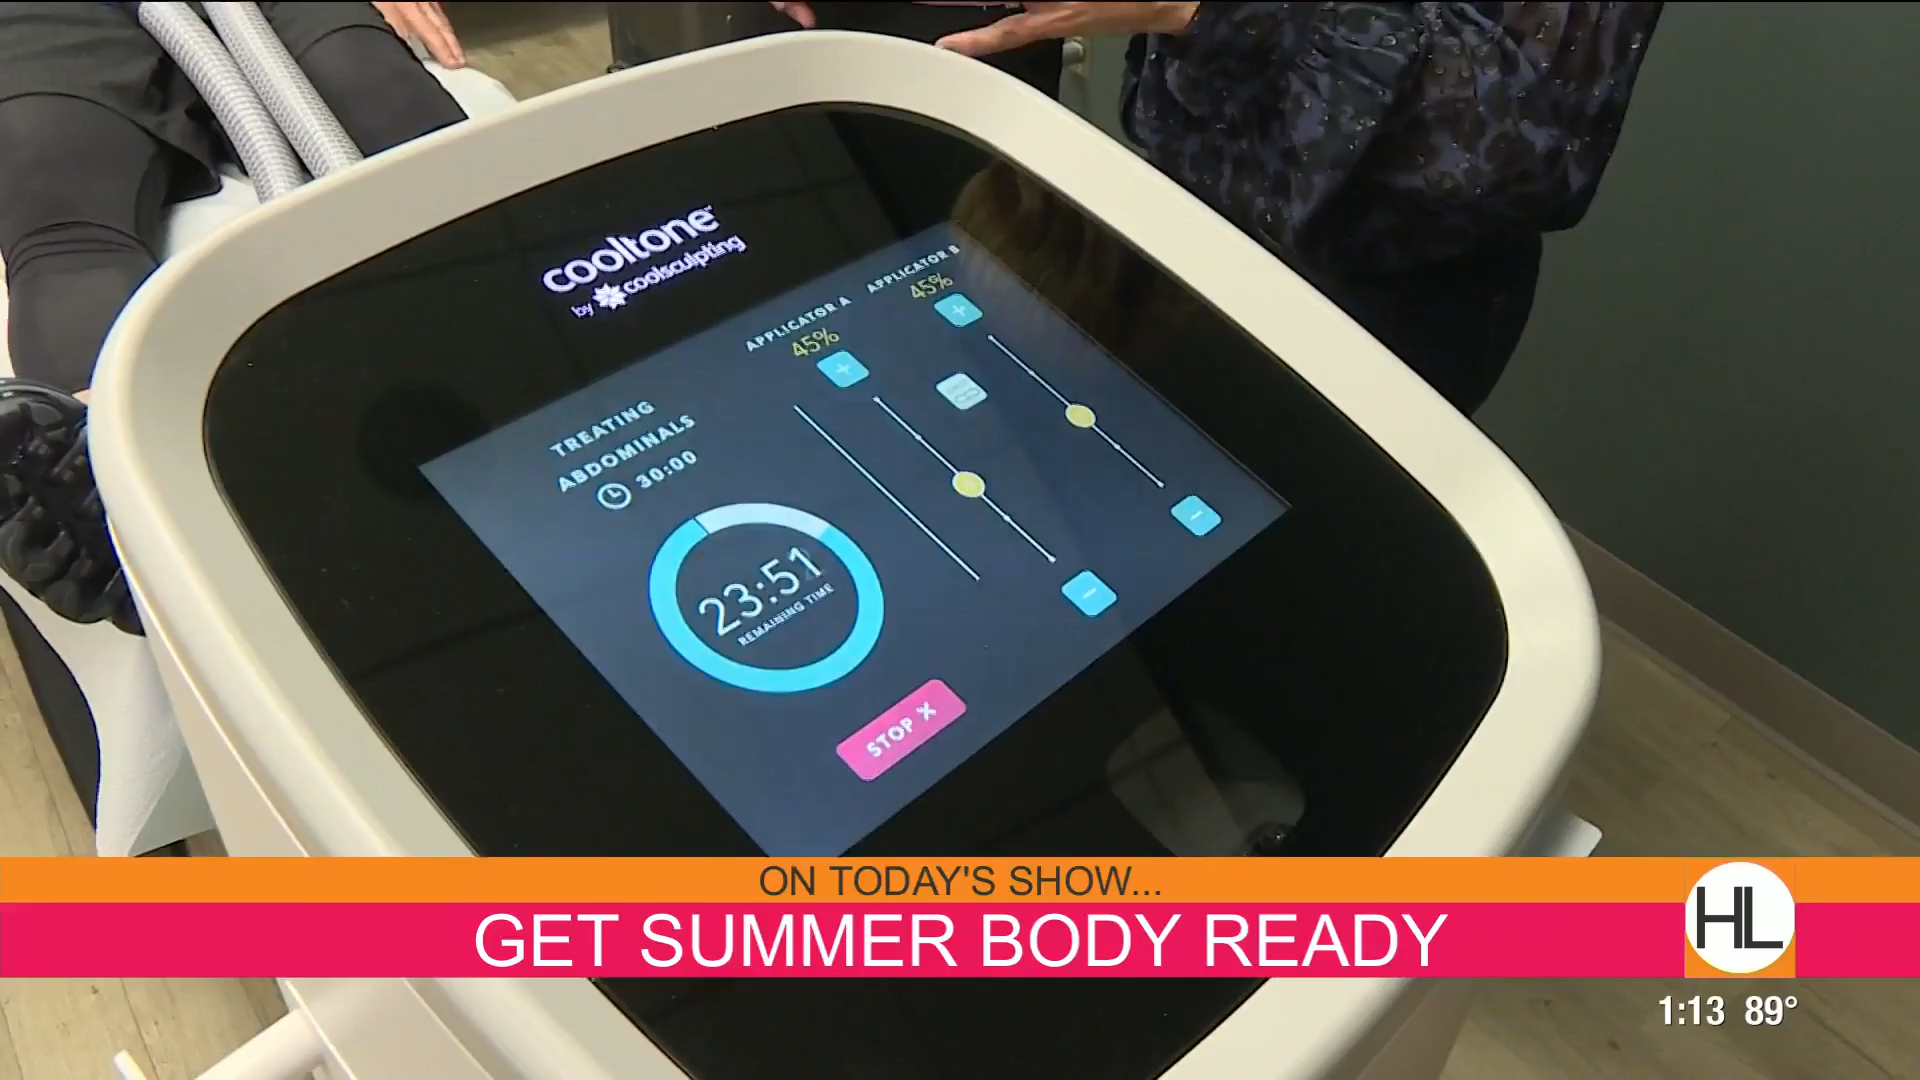 cooltone™
by coolsculpting
APPLICATOR A
45%
APPLICATOR B
45%
+
+
TREATING
ABDOMINALS
30:00
23:51
REMAINING TIME
−
−
STOP X
ON TODAY'S SHOW...
GET SUMMER BODY READY
HL
1:13 89°